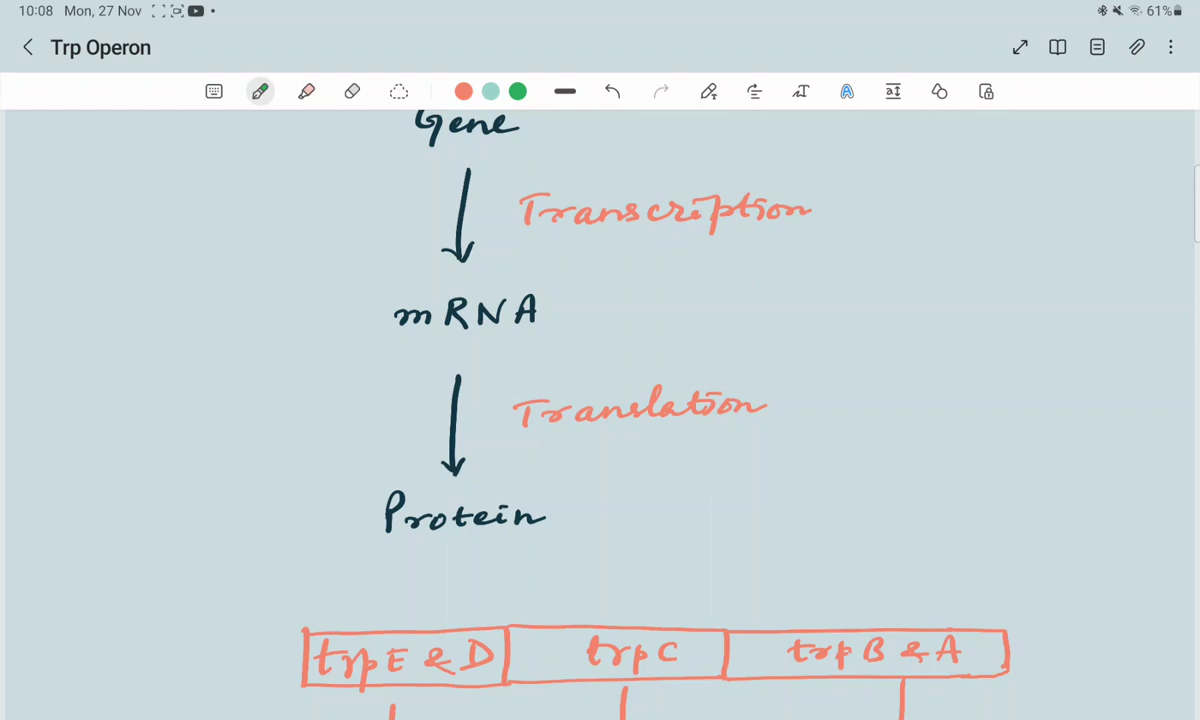 10:08 Mon, 27 Nov 61%
Trp Operon
Gene
Transcription
mRNA
Translation
Protein
trpE & D trpC trpB & A